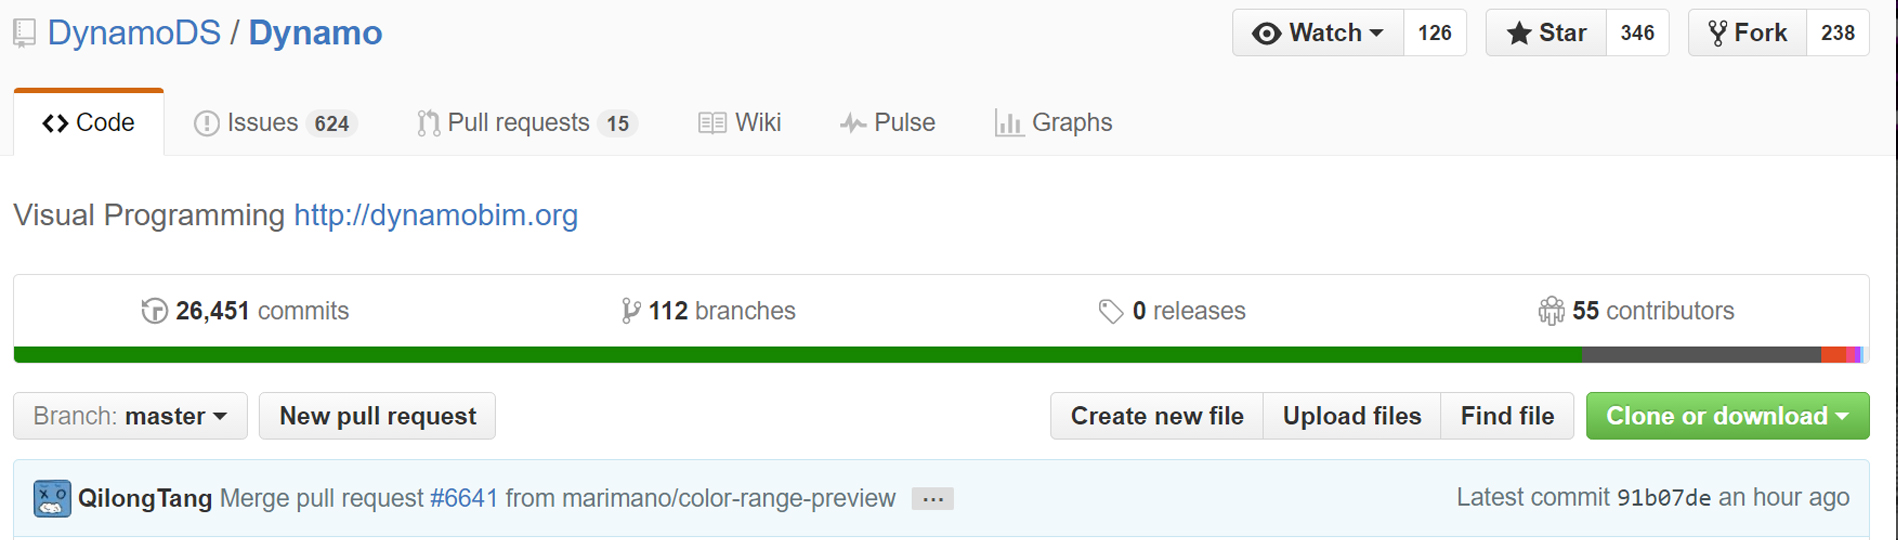 DynamoDS / Dynamo
Watch 126 Star 346 Fork 238
Code Issues 624 Pull requests 15 Wiki Pulse Graphs
Visual Programming http://dynamobim.org
26,451 commits 112 branches 0 releases 55 contributors
Branch: master New pull request Create new file Upload files Find file Clone or download
QilongTang Merge pull request #6641 from marimano/color-range-preview ... Latest commit 91b07de an hour ago